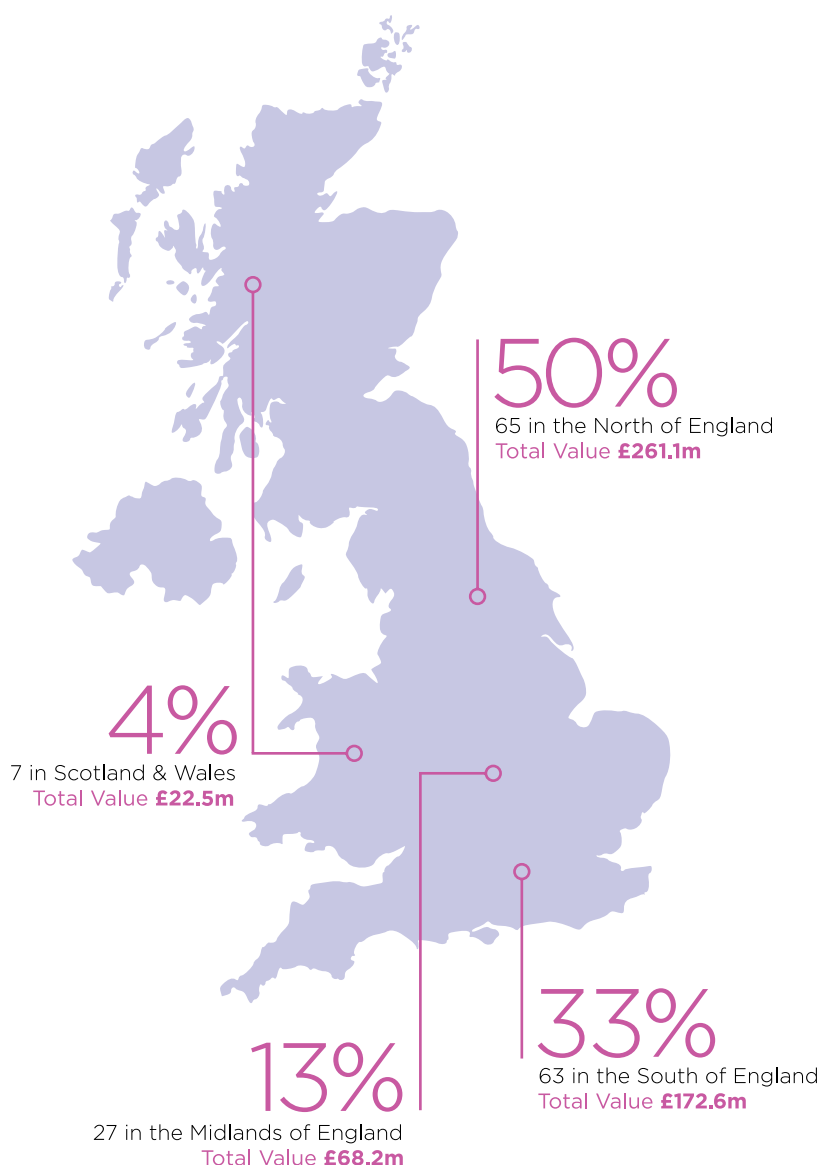 50%
65 in the North of England
Total Value £261.1m
4%
7 in Scotland & Wales
Total Value £22.5m
33%
63 in the South of England
Total Value £172.6m
13%
27 in the Midlands of England
Total Value £68.2m